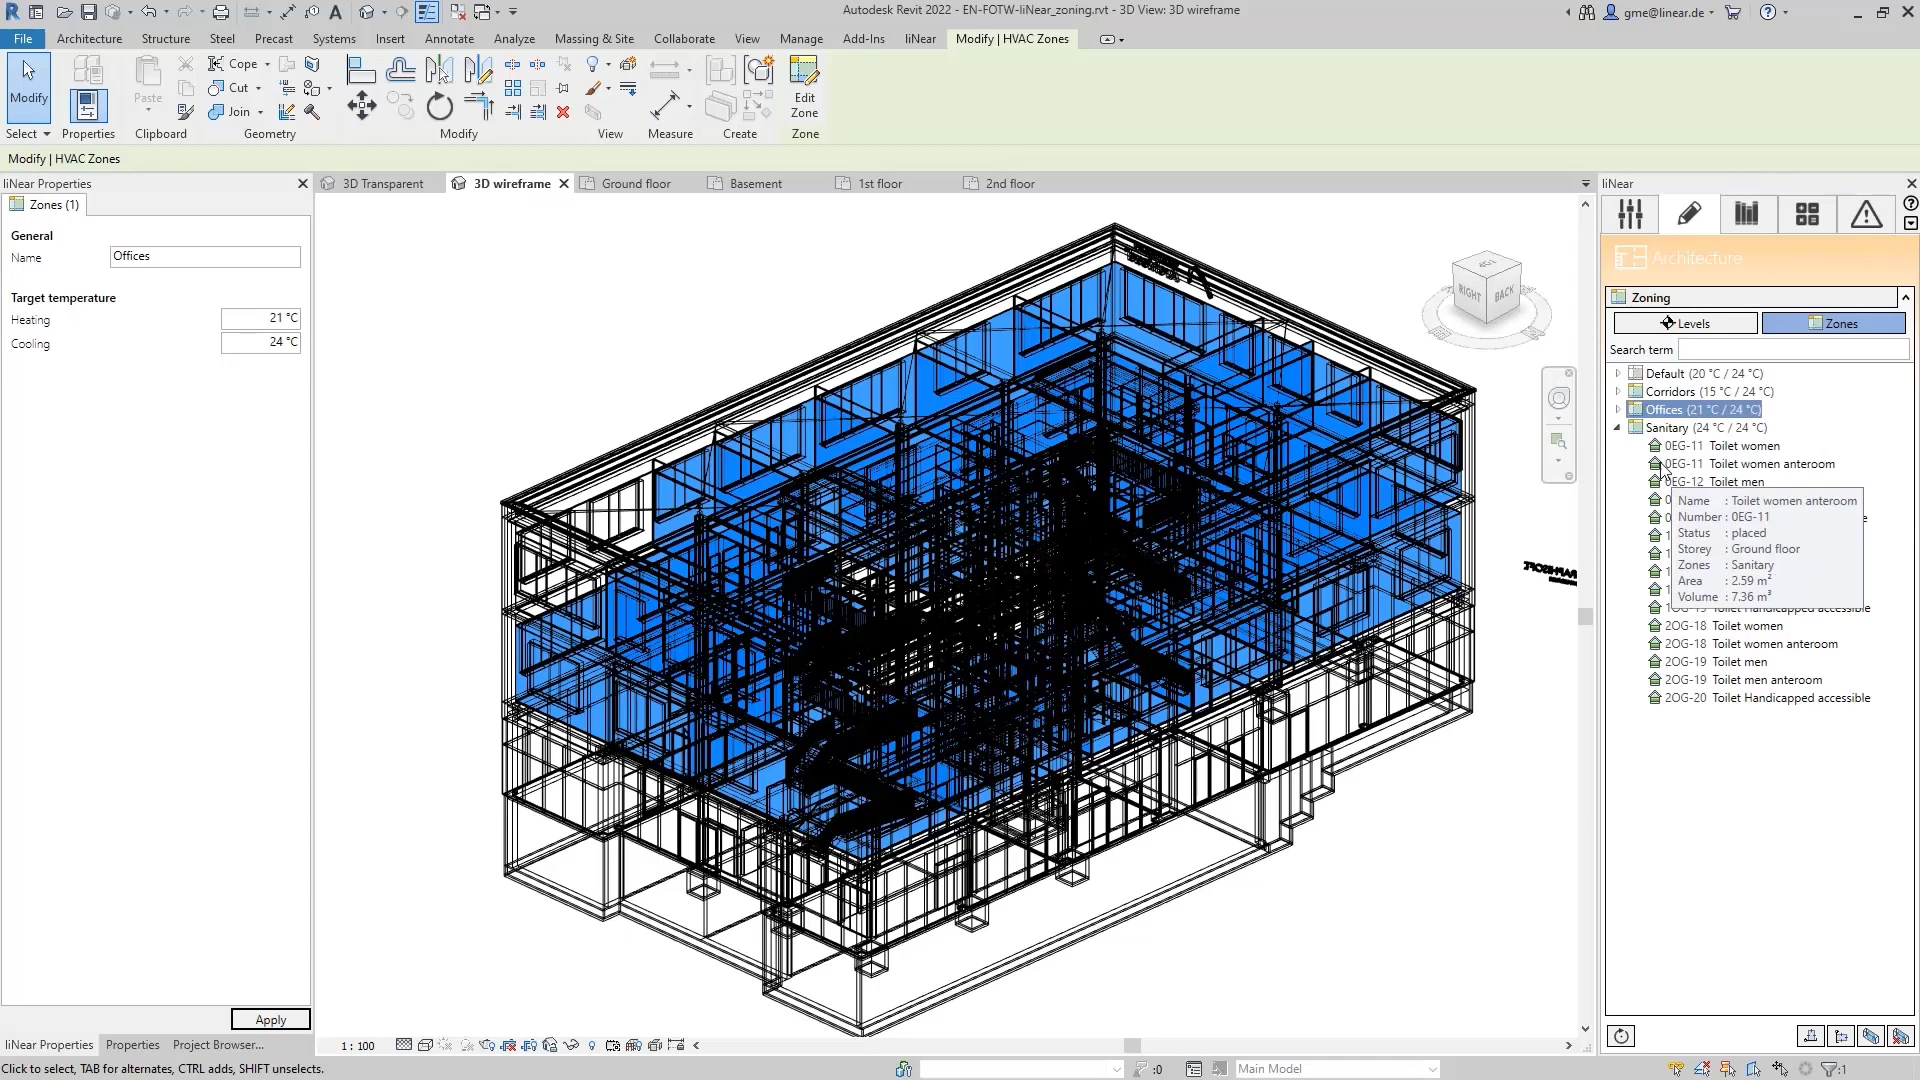 Autodesk Revit 2022 - EN-FOTW-liNear_zoning.rvt - 3D View: 3D wireframe
gme@linear.de
File Architecture Structure Steel Precast Systems Insert Annotate Analyze Massing & Site Collaborate View Manage Add-Ins liNear Modify | HVAC Zones
Modify
Paste
Cope
Cut
Join
Edit
Zone
Select Properties Clipboard Geometry Modify View Measure Create Zone
Modify | HVAC Zones
liNear Properties
3D Transparent 3D wireframe Ground floor Basement 1st floor 2nd floor
liNear
Zones (1)
General
Name Offices
Target temperature
Heating 21 °C
Cooling 24 °C
Apply
liNear Properties Properties Project Browser...
TOP
RIGHT BACK
Architecture
Zoning
Levels Zones
Search term
Default (20 °C / 24 °C)
Corridors (15 °C / 24 °C)
Offices (21 °C / 24 °C)
Sanitary (24 °C / 24 °C)
0EG-11 Toilet women
0EG-11 Toilet women anteroom
0EG-12 Toilet men
Name : Toilet women anteroom
Number : 0EG-11
Status : placed
Storey : Ground floor
Zones : Sanitary
Area : 2.59 m²
Volume : 7.36 m³
1OG-19 Toilet Handicapped accessible
2OG-18 Toilet women
2OG-18 Toilet women anteroom
2OG-19 Toilet men
2OG-19 Toilet men anteroom
2OG-20 Toilet Handicapped accessible
1 : 100
Click to select, TAB for alternates, CTRL adds, SHIFT unselects.
:0
Main Model
:1